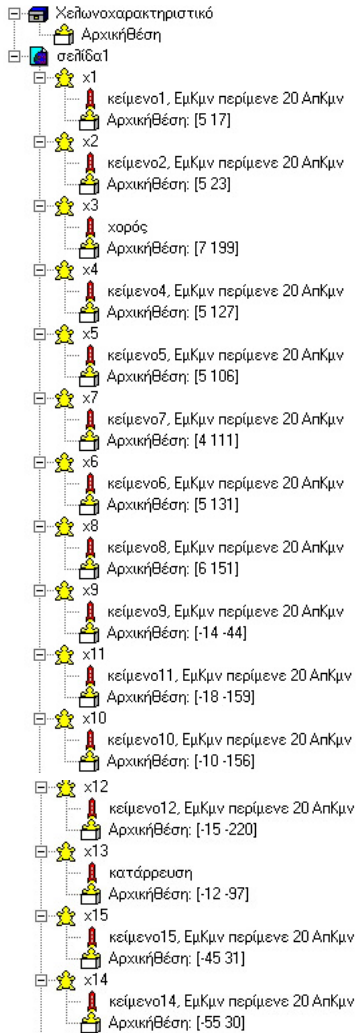 Χελωνοχαρακτηριστικό
ΑρχικήΘέση
σελίδα1
x1
κείμενο1, ΕμΚμν περίμενε 20 ΑπΚμν
ΑρχικήΘέση: [5 17]
x2
κείμενο2, ΕμΚμν περίμενε 20 ΑπΚμν
ΑρχικήΘέση: [5 23]
x3
χορός
ΑρχικήΘέση: [7 199]
x4
κείμενο4, ΕμΚμν περίμενε 20 ΑπΚμν
ΑρχικήΘέση: [5 127]
x5
κείμενο5, ΕμΚμν περίμενε 20 ΑπΚμν
ΑρχικήΘέση: [5 106]
x7
κείμενο7, ΕμΚμν περίμενε 20 ΑπΚμν
ΑρχικήΘέση: [4 111]
x6
κείμενο6, ΕμΚμν περίμενε 20 ΑπΚμν
ΑρχικήΘέση: [5 131]
x8
κείμενο8, ΕμΚμν περίμενε 20 ΑπΚμν
ΑρχικήΘέση: [6 151]
x9
κείμενο9, ΕμΚμν περίμενε 20 ΑπΚμν
ΑρχικήΘέση: [-14 -44]
x11
κείμενο11, ΕμΚμν περίμενε 20 ΑπΚμν
ΑρχικήΘέση: [-18 -159]
x10
κείμενο10, ΕμΚμν περίμενε 20 ΑπΚμν
ΑρχικήΘέση: [-10 -156]
x12
κείμενο12, ΕμΚμν περίμενε 20 ΑπΚμν
ΑρχικήΘέση: [-15 -220]
x13
κατάρρευση
ΑρχικήΘέση: [-12 -97]
x15
κείμενο15, ΕμΚμν περίμενε 20 ΑπΚμν
ΑρχικήΘέση: [-45 31]
x14
κείμενο14, ΕμΚμν περίμενε 20 ΑπΚμν
ΑρχικήΘέση: [-55 30]